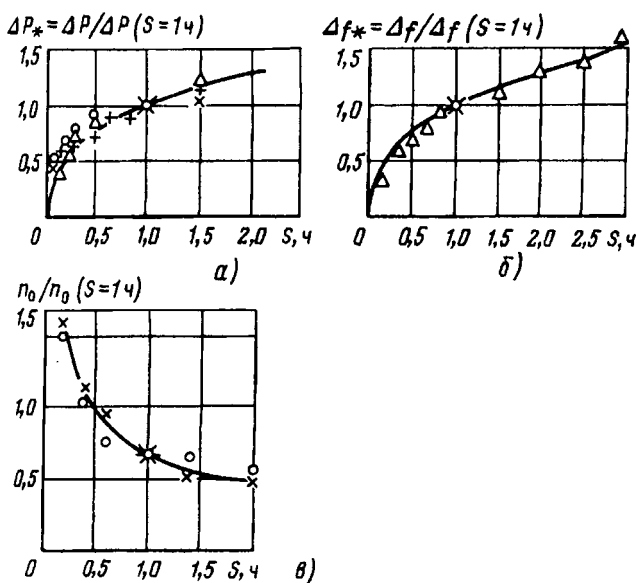 ΔP* = ΔP/ΔP (S = 1 ч)
1,5
1,0
0,5
0
0,5 1,0 1,5 2,0 S, ч
а)
Δf* = Δf/Δf (S = 1 ч)
1,5
1,0
0,5
0
0,5 1,0 1,5 2,0 2,5 S, ч
б)
n₀/n₀ (S = 1 ч)
1,5
1,0
0,5
0
0,5 1,0 1,5 S, ч
в)